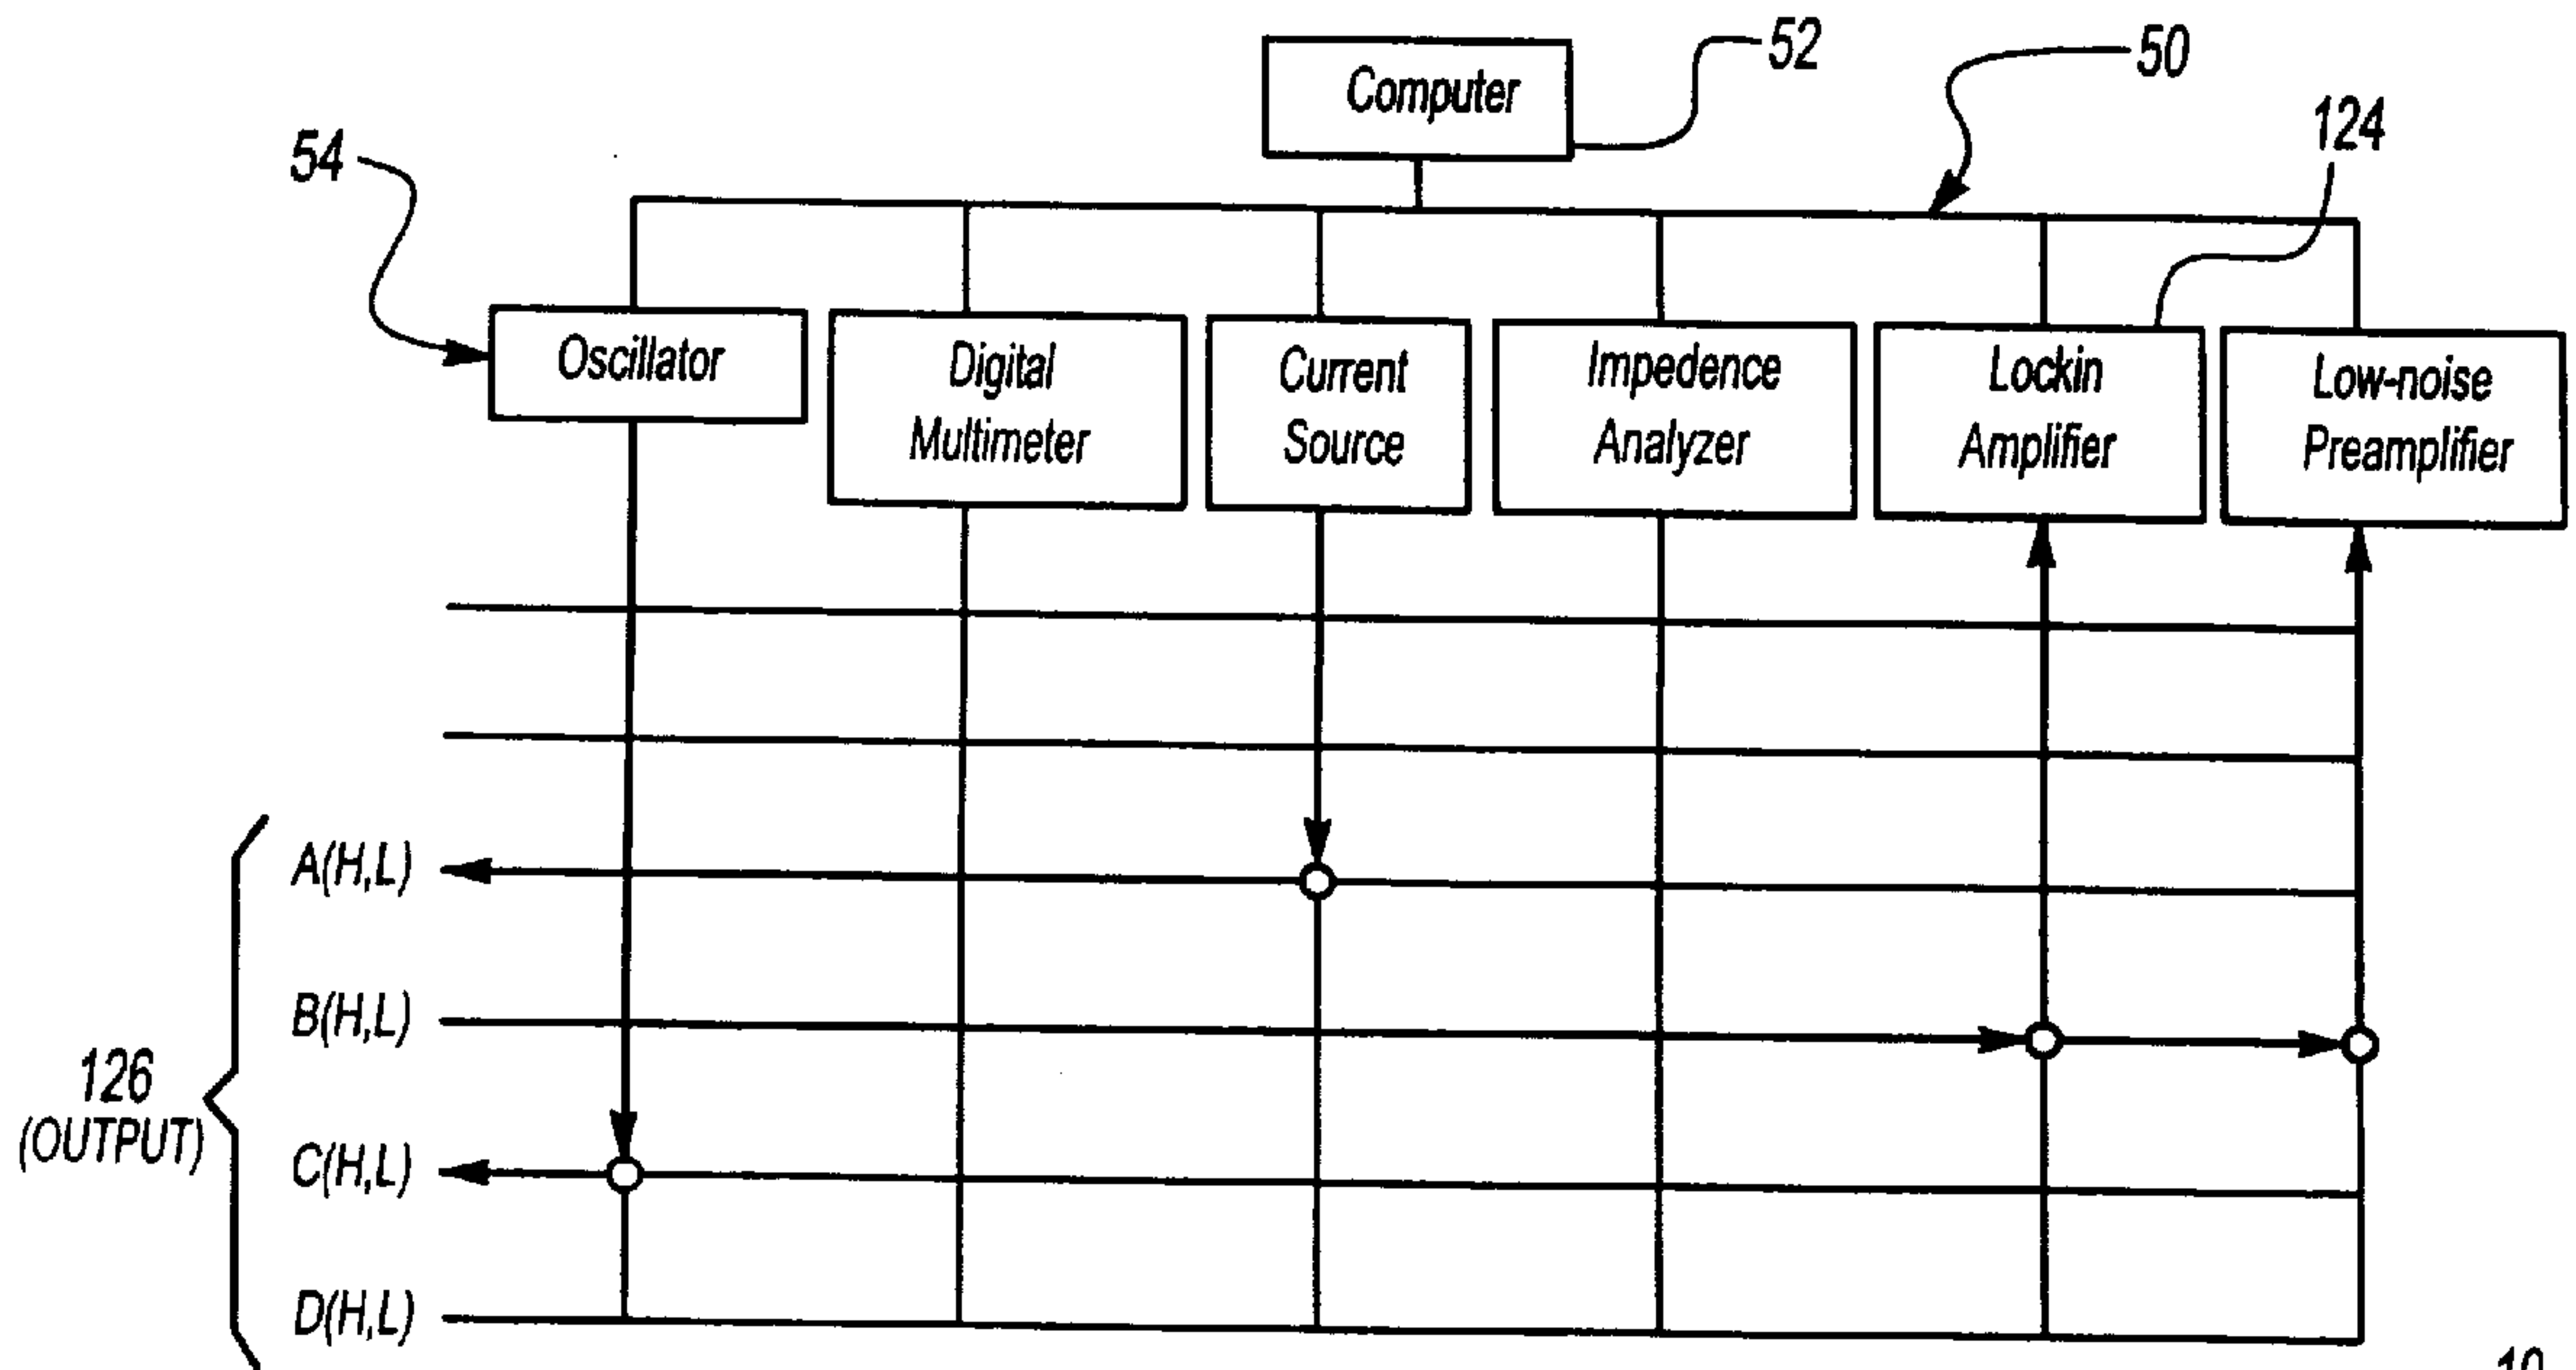 Computer
52
50
124
54
Oscillator
Digital
Multimeter
Current
Source
Impedence
Analyzer
Lockin
Amplifier
Low-noise
Preamplifier
A(H,L)
B(H,L)
126
(OUTPUT)
C(H,L)
D(H,L)